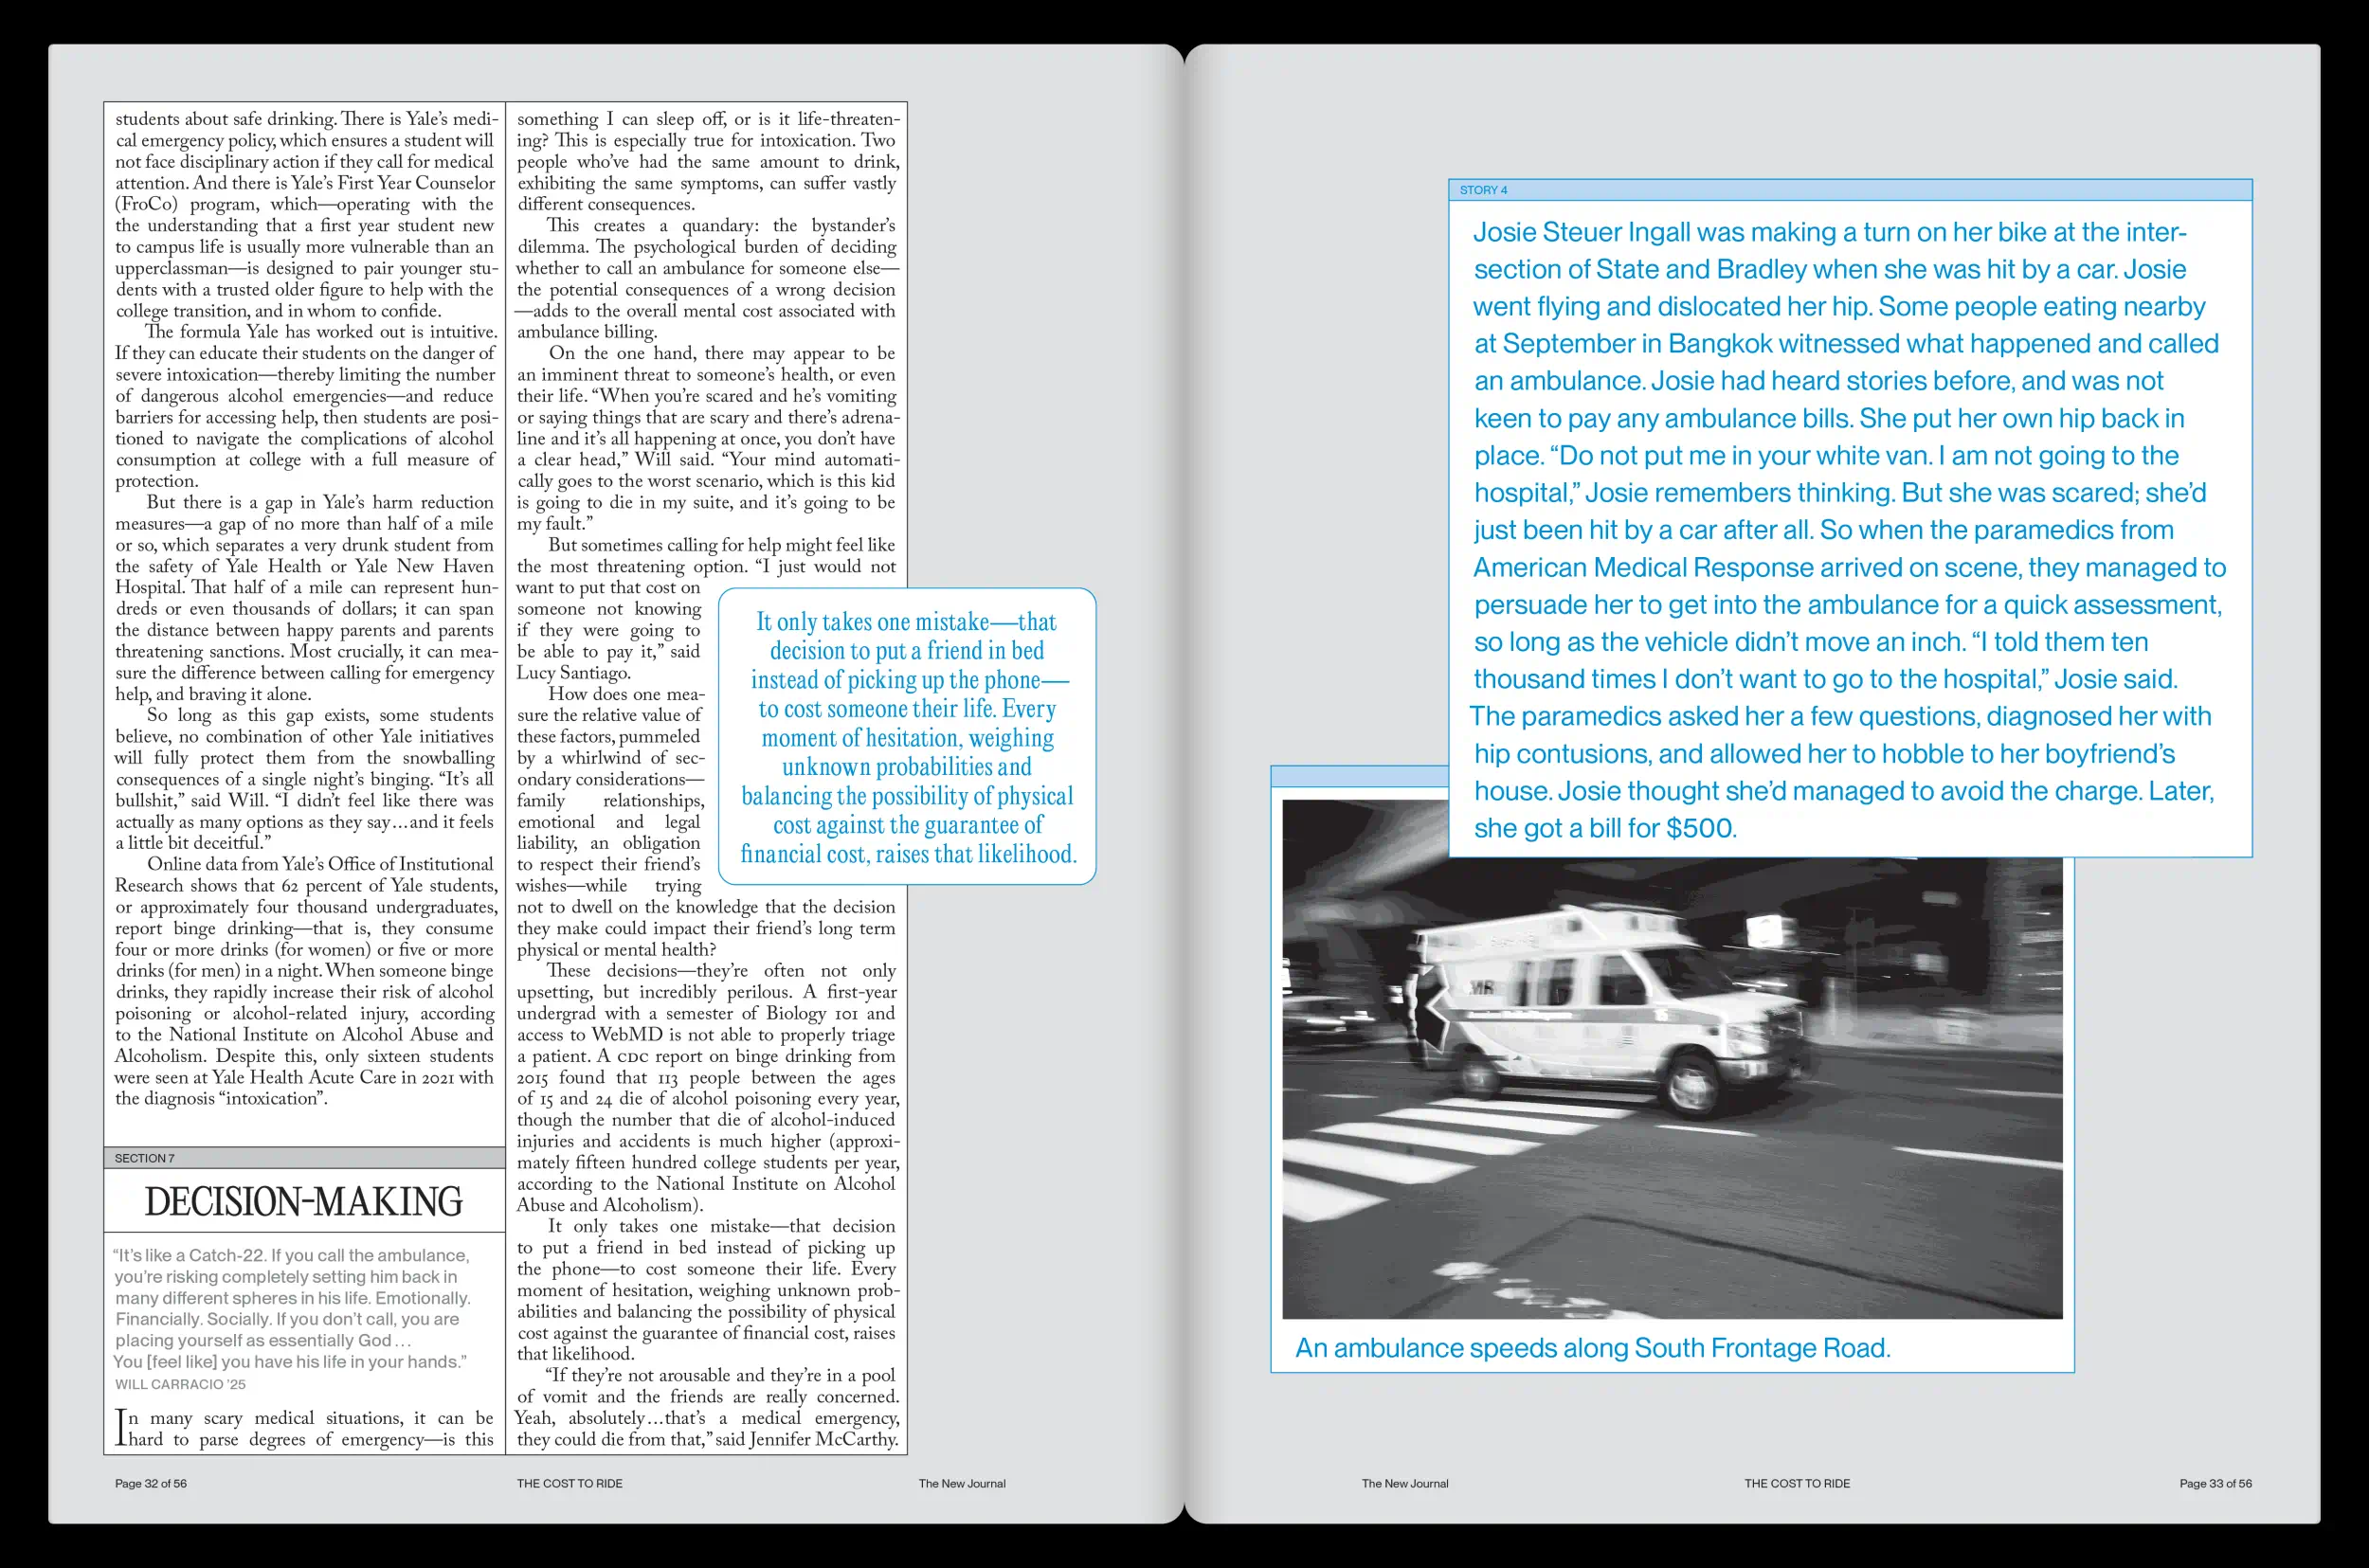 students about safe drinking. There is Yale’s medi-
cal emergency policy, which ensures a student will
not face disciplinary action if they call for medical
attention. And there is Yale’s First Year Counselor
(FroCo) program, which—operating with the
the understanding that a first year student new
to campus life is usually more vulnerable than an
upperclassman—is designed to pair younger stu-
dents with a trusted older figure to help with the
college transition, and in whom to confide.
The formula Yale has worked out is intuitive.
If they can educate their students on the danger of
severe intoxication—thereby limiting the number
of dangerous alcohol emergencies—and reduce
barriers for accessing help, then students are posi-
tioned to navigate the complications of alcohol
consumption at college with a full measure of
protection.
But there is a gap in Yale’s harm reduction
measures—a gap of no more than half of a mile
or so, which separates a very drunk student from
the safety of Yale Health or Yale New Haven
Hospital. That half of a mile can represent hun-
dreds or even thousands of dollars; it can span
the distance between happy parents and parents
threatening sanctions. Most crucially, it can mea-
sure the difference between calling for emergency
help, and braving it alone.
So long as this gap exists, some students
believe, no combination of other Yale initiatives
will fully protect them from the snowballing
consequences of a single night’s binging. “It’s all
bullshit,” said Will. “I didn’t feel like there was
actually as many options as they say…and it feels
a little bit deceitful.”
Online data from Yale’s Office of Institutional
Research shows that 62 percent of Yale students,
or approximately four thousand undergraduates,
report binge drinking—that is, they consume
four or more drinks (for women) or five or more
drinks (for men) in a night. When someone binge
drinks, they rapidly increase their risk of alcohol
poisoning or alcohol-related injury, according
to the National Institute on Alcohol Abuse and
Alcoholism. Despite this, only sixteen students
were seen at Yale Health Acute Care in 2021 with
the diagnosis “intoxication”.
SECTION 7
DECISION-MAKING
“It’s like a Catch-22. If you call the ambulance,
you’re risking completely setting him back in
many different spheres in his life. Emotionally.
Financially. Socially. If you don’t call, you are
placing yourself as essentially God…
You [feel like] you have his life in your hands.”
WILL CARRACIO ’25
In many scary medical situations, it can be
hard to parse degrees of emergency—is this
something I can sleep off, or is it life-threaten-
ing? This is especially true for intoxication. Two
people who’ve had the same amount to drink,
exhibiting the same symptoms, can suffer vastly
different consequences.
This creates a quandary: the bystander’s
dilemma. The psychological burden of deciding
whether to call an ambulance for someone else—
the potential consequences of a wrong decision
—adds to the overall mental cost associated with
ambulance billing.
On the one hand, there may appear to be
an imminent threat to someone’s health, or even
their life. “When you’re scared and he’s vomiting
or saying things that are scary and there’s adrena-
line and it’s all happening at once, you don’t have
a clear head,” Will said. “Your mind automati-
cally goes to the worst scenario, which is this kid
is going to die in my suite, and it’s going to be
my fault.”
But sometimes calling for help might feel like
the most threatening option. “I just would not
want to put that cost on
someone not knowing
if they were going to
be able to pay it,” said
Lucy Santiago.
How does one mea-
sure the relative value of
these factors, pummeled
by a whirlwind of sec-
ondary considerations—
family relationships,
emotional and legal
liability, an obligation
to respect their friend’s
wishes—while trying
not to dwell on the knowledge that the decision
they make could impact their friend’s long term
physical or mental health?
These decisions—they’re often not only
upsetting, but incredibly perilous. A first-year
undergrad with a semester of Biology 101 and
access to WebMD is not able to properly triage
a patient. A CDC report on binge drinking from
2015 found that 113 people between the ages
of 15 and 24 die of alcohol poisoning every year,
though the number that die of alcohol-induced
injuries and accidents is much higher (approxi-
mately fifteen hundred college students per year,
according to the National Institute on Alcohol
Abuse and Alcoholism).
It only takes one mistake—that decision
to put a friend in bed instead of picking up
the phone—to cost someone their life. Every
moment of hesitation, weighing unknown prob-
abilities and balancing the possibility of physical
cost against the guarantee of financial cost, raises
that likelihood.
“If they’re not arousable and they’re in a pool
of vomit and the friends are really concerned.
Yeah, absolutely…that’s a medical emergency,
they could die from that,” said Jennifer McCarthy.
It only takes one mistake—that
decision to put a friend in bed
instead of picking up the phone—
to cost someone their life. Every
moment of hesitation, weighing
unknown probabilities and
balancing the possibility of physical
cost against the guarantee of
financial cost, raises that likelihood.
Page 32 of 56
THE COST TO RIDE
The New Journal
STORY 4
Josie Steuer Ingall was making a turn on her bike at the inter-
section of State and Bradley when she was hit by a car. Josie
went flying and dislocated her hip. Some people eating nearby
at September in Bangkok witnessed what happened and called
an ambulance. Josie had heard stories before, and was not
keen to pay any ambulance bills. She put her own hip back in
place. “Do not put me in your white van. I am not going to the
hospital,” Josie remembers thinking. But she was scared; she’d
just been hit by a car after all. So when the paramedics from
American Medical Response arrived on scene, they managed to
persuade her to get into the ambulance for a quick assessment,
so long as the vehicle didn’t move an inch. “I told them ten
thousand times I don’t want to go to the hospital,” Josie said.
The paramedics asked her a few questions, diagnosed her with
hip contusions, and allowed her to hobble to her boyfriend’s
house. Josie thought she’d managed to avoid the charge. Later,
she got a bill for $500.
MR
An ambulance speeds along South Frontage Road.
The New Journal
THE COST TO RIDE
Page 33 of 56